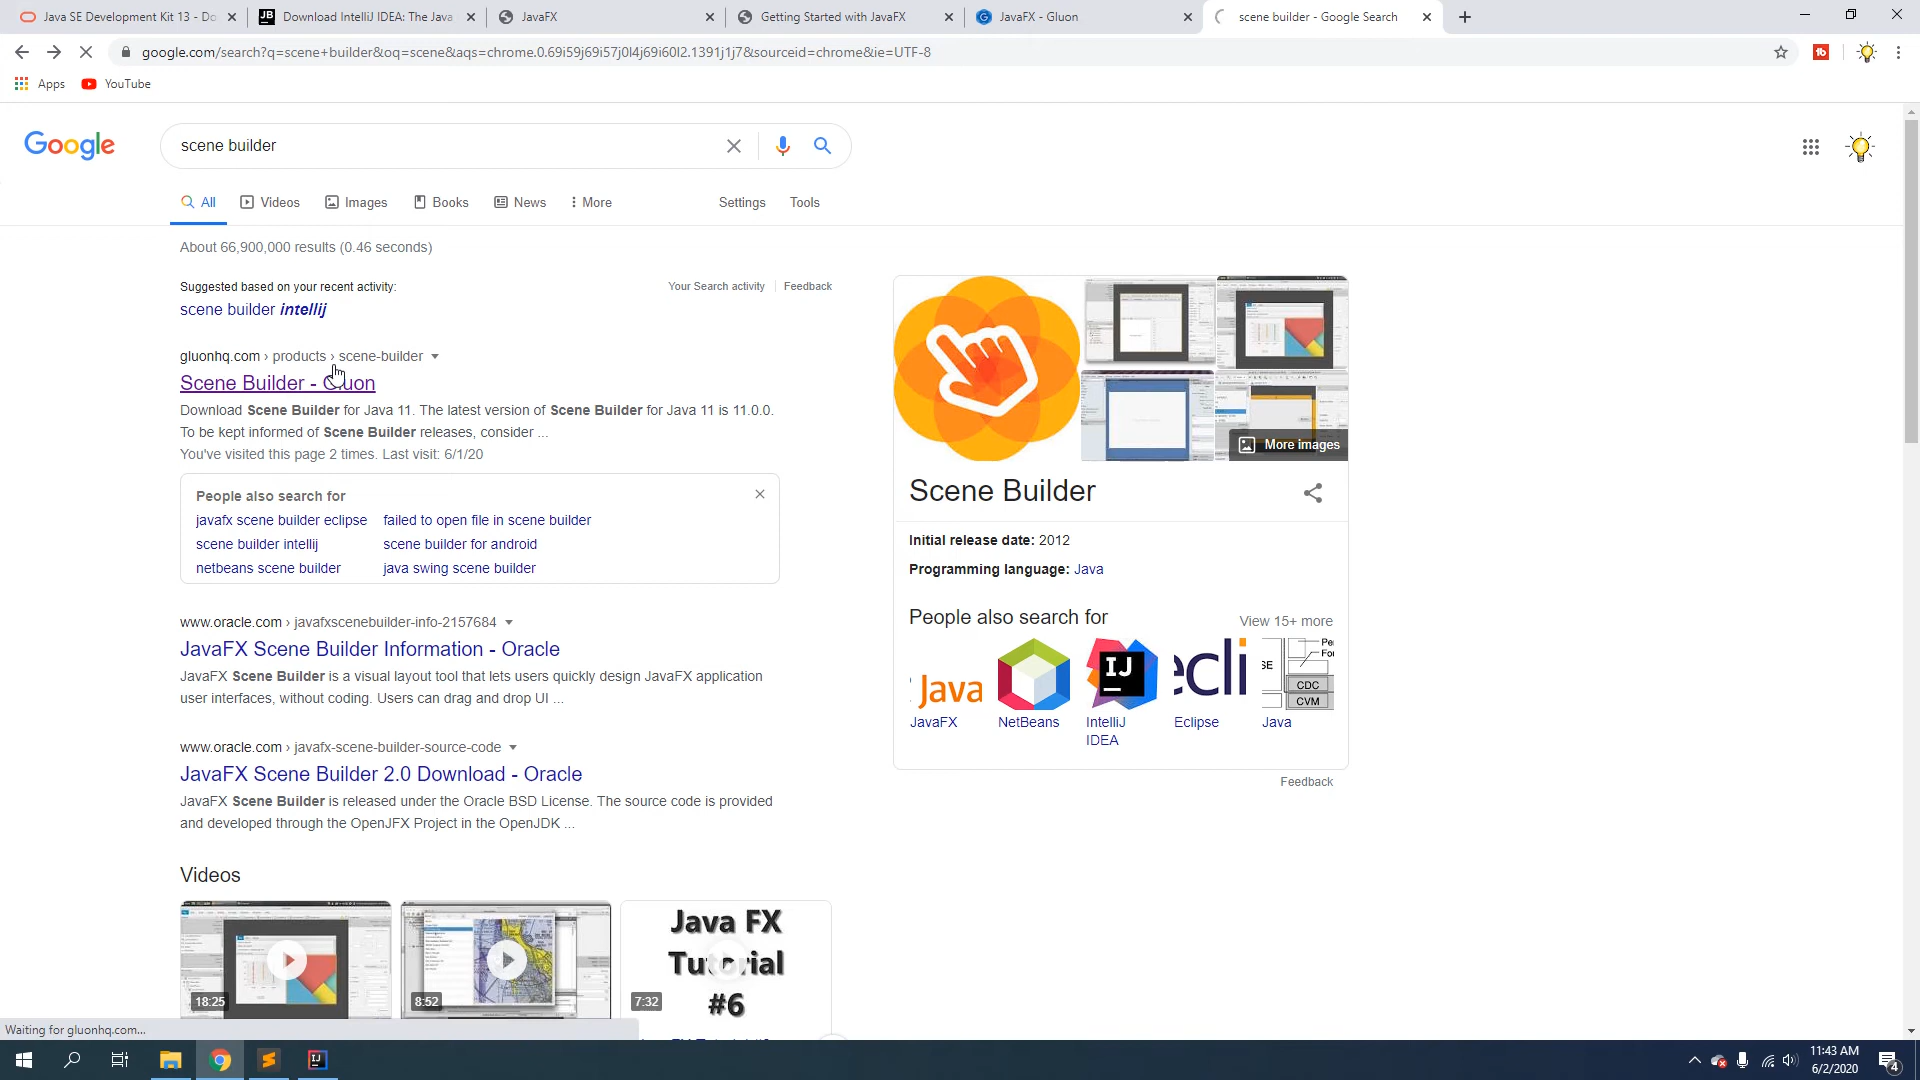 Java SE Development Kit 13 - Do
Download IntelliJ IDEA: The Java
JavaFX
Getting Started with JavaFX
JavaFX - Gluon
scene builder - Google Search
google.com/search?q=scene+builder&oq=scene&aqs=chrome.0.69i59j69i57j0l4j69i60l2.1391j1j7&sourceid=chrome&ie=UTF-8
Apps
YouTube
Google
scene builder
All
Videos
Images
Books
News
More
Settings
Tools
About 66,900,000 results (0.46 seconds)
Suggested based on your recent activity:
Your Search activity
Feedback
scene builder intellij
gluonhq.com › products › scene-builder
Scene Builder - Gluon
Download Scene Builder for Java 11. The latest version of Scene Builder for Java 11 is 11.0.0.
To be kept informed of Scene Builder releases, consider ...
You've visited this page 2 times. Last visit: 6/1/20
People also search for
javafx scene builder eclipse
failed to open file in scene builder
scene builder intellij
scene builder for android
netbeans scene builder
java swing scene builder
www.oracle.com › javafxscenebuilder-info-2157684
JavaFX Scene Builder Information - Oracle
JavaFX Scene Builder is a visual layout tool that lets users quickly design JavaFX application
user interfaces, without coding. Users can drag and drop UI ...
www.oracle.com › javafx-scene-builder-source-code
JavaFX Scene Builder 2.0 Download - Oracle
JavaFX Scene Builder is released under the Oracle BSD License. The source code is provided
and developed through the OpenJFX Project in the OpenJDK ...
Videos
18:25
8:52
Java FX
Tutorial
#6
7:32
More images
Scene Builder
Initial release date: 2012
Programming language: Java
People also search for
View 15+ more
Java
IJ
ecli
SE
CDC
CVM
JavaFX
NetBeans
IntelliJ
IDEA
Eclipse
Java
Feedback
Waiting for gluonhq.com...
11:43 AM
6/2/2020
4